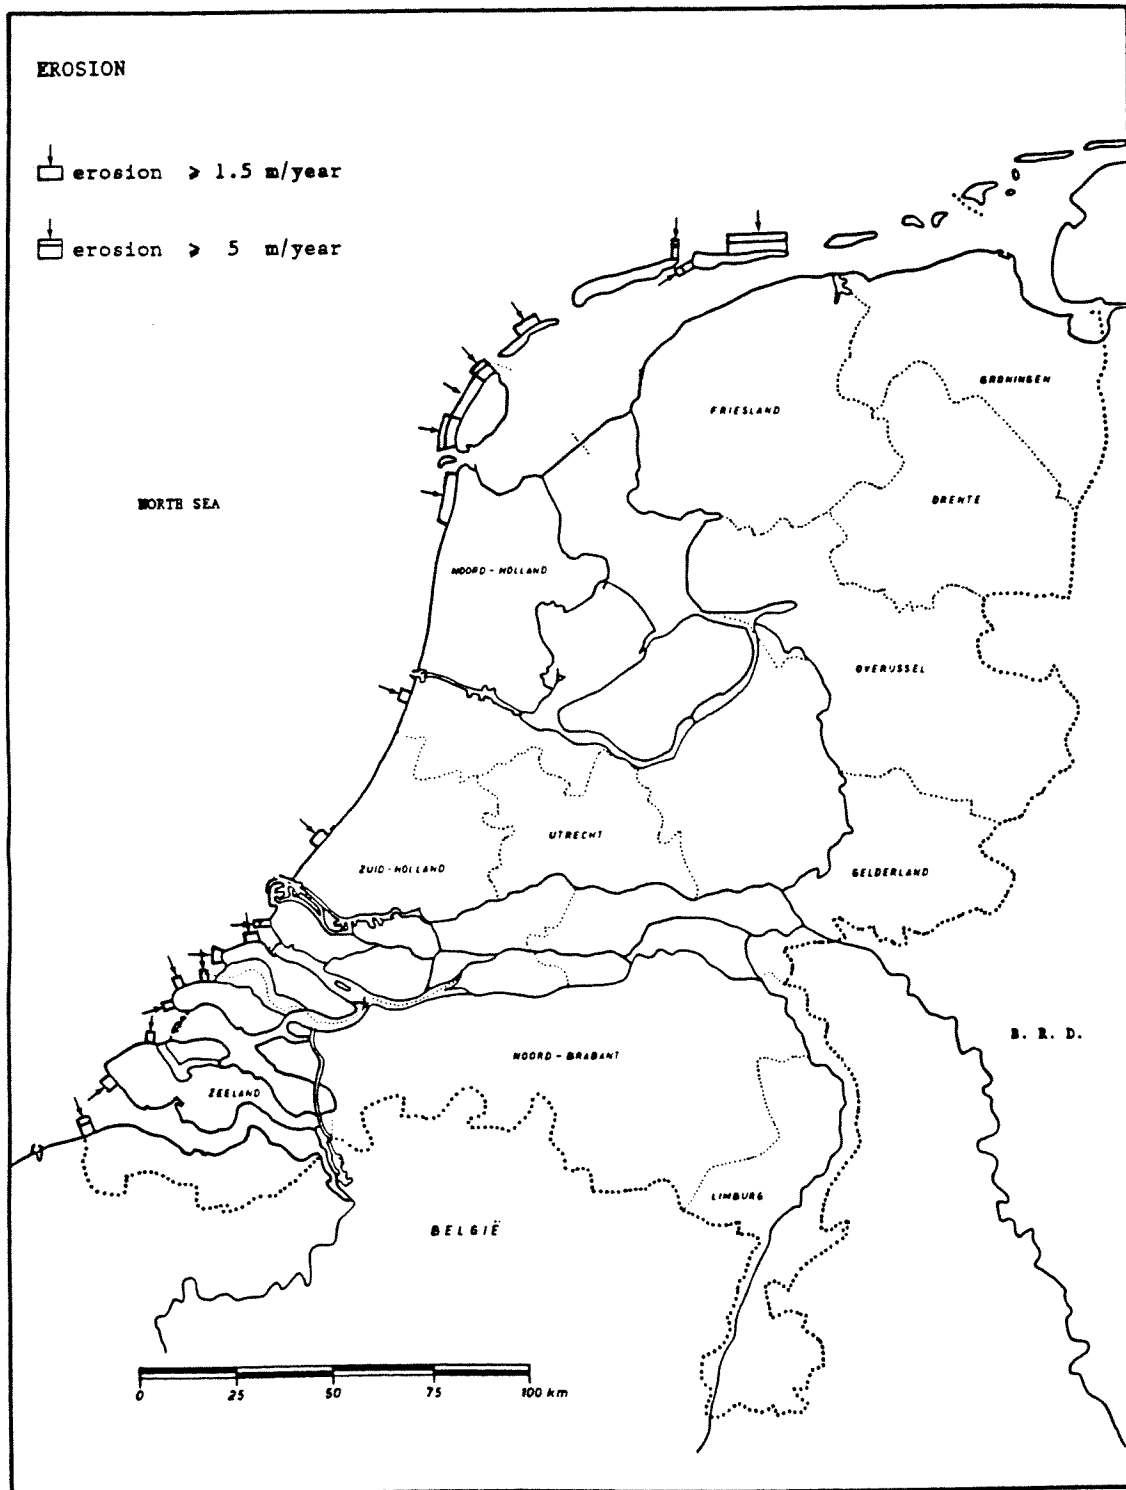 EROSION
erosion ⩾ 1.5 m/year
erosion ⩾ 5 m/year
GRONINGEN
FRIESLAND
DRENTE
NORTH SEA
NOORD - HOLLAND
OVERIJSSEL
UTRECHT
ZUID - HOLLAND
GELDERLAND
B. R. D.
NOORD - BRABANT
ZEELAND
LIMBURG
BELGIË
0 25 50 75 100 km